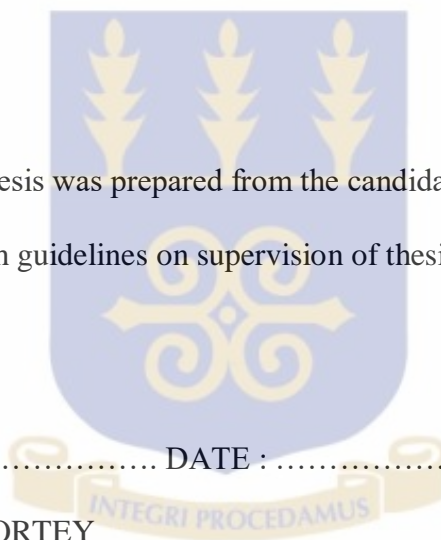 esis was prepared from the candida
n guidelines on supervision of thesi
................. DATE : ...................
INTEGRI PROCEDAMUS
ORTEY